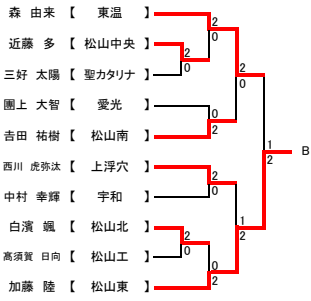 森 由来 【 東温 】
2
0
近藤 多 【 松山中央 】
2
0
三好 太陽 【 聖カタリナ 】
2
0
團上 大智 【 愛光 】
0
2
吉田 祐樹 【 松山南 】
1
2
B
西川 虎弥汰 【 上浮穴 】
2
0
中村 幸輝 【 宇和 】
1
2
白濱 颯 【 松山北 】
2
0
髙須賀 日向 【 松山工 】
0
2
加藤 陸 【 松山東 】